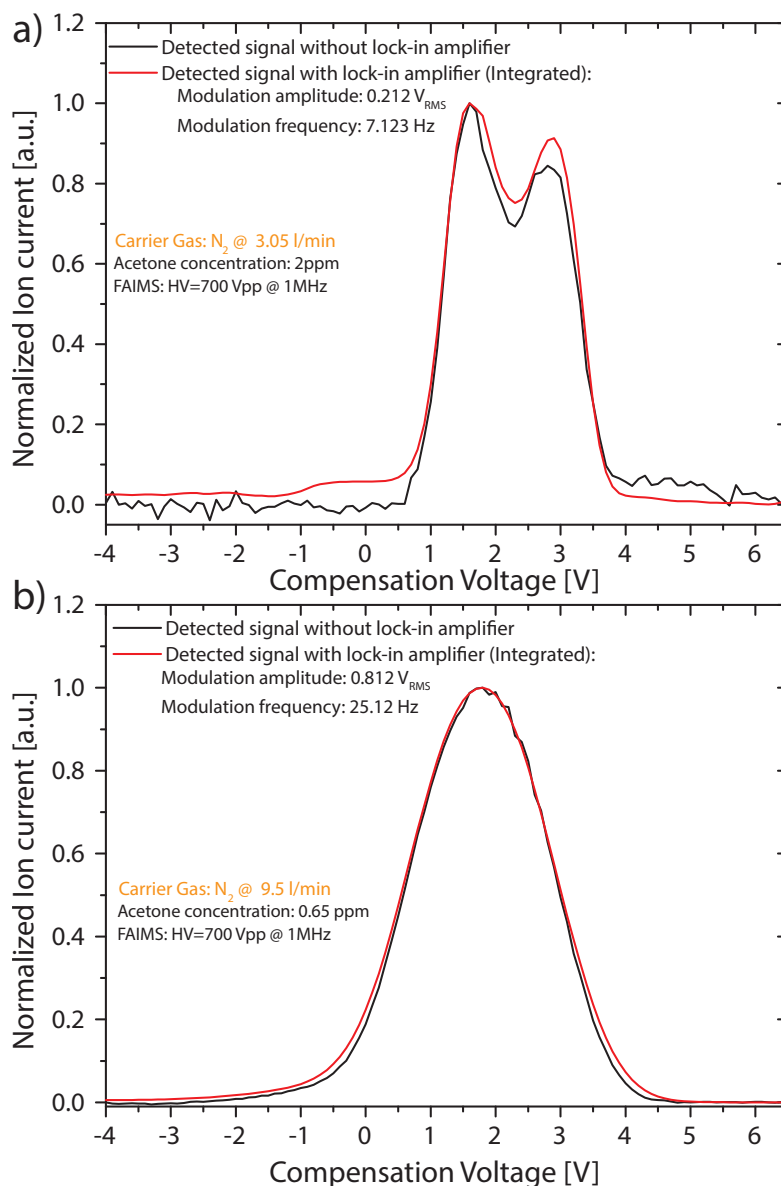 a)
1.2
1.0
0.8
0.6
0.4
0.2
0.0
Normalized Ion current [a.u.]
Detected signal without lock-in amplifier
Detected signal with lock-in amplifier (Integrated):
Modulation amplitude: 0.212 V_RMS
Modulation frequency: 7.123 Hz
Carrier Gas: N₂ @ 3.05 l/min
Acetone concentration: 2ppm
FAIMS: HV=700 Vpp @ 1MHz
-4 -3 -2 -1 0 1 2 3 4 5 6
Compensation Voltage [V]
b)
1.2
1.0
0.8
0.6
0.4
0.2
0.0
Normalized Ion current [a.u.]
Detected signal without lock-in amplifier
Detected signal with lock-in amplifier (Integrated):
Modulation amplitude: 0.812 V_RMS
Modulation frequency: 25.12 Hz
Carrier Gas: N₂ @ 9.5 l/min
Acetone concentration: 0.65 ppm
FAIMS: HV=700 Vpp @ 1MHz
-4 -3 -2 -1 0 1 2 3 4 5 6
Compensation Voltage [V]